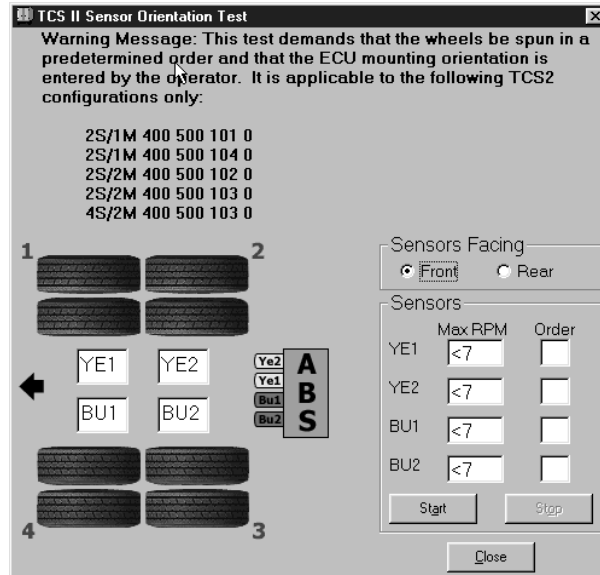 TCS II Sensor Orientation Test
Warning Message: This test demands that the wheels be spun in a
predetermined order and that the ECU mounting orientation is
entered by the operator. It is applicable to the following TCS2
configurations only:
2S/1M 400 500 101 0
2S/1M 400 500 104 0
2S/2M 400 500 102 0
2S/2M 400 500 103 0
4S/2M 400 500 103 0
1
2
YE1
YE2
BU1
BU2
Ye2
Ye1
Bu1
Bu2
A
B
S
4
3
Sensors Facing
Front
Rear
Sensors
Max RPM Order
YE1 <7
YE2 <7
BU1 <7
BU2 <7
Start
Stop
Close